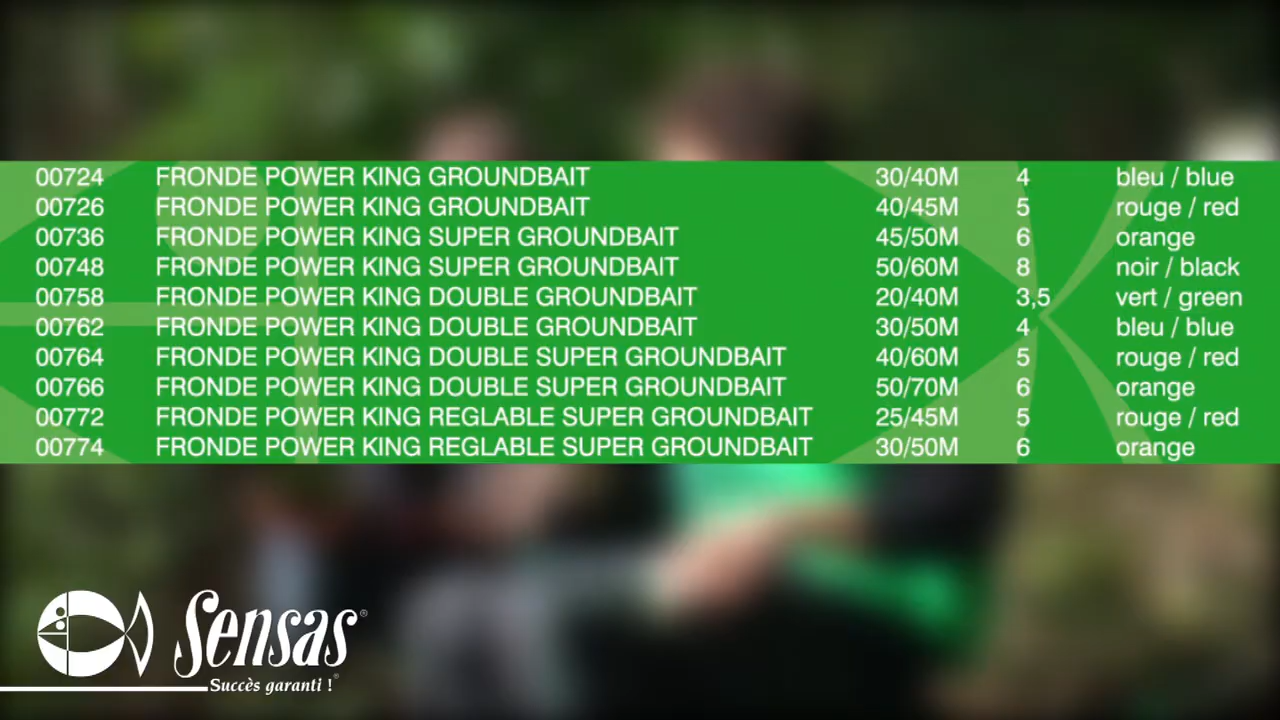 00724 FRONDE POWER KING GROUNDBAIT 30/40M 4 bleu / blue
00726 FRONDE POWER KING GROUNDBAIT 40/45M 5 rouge / red
00736 FRONDE POWER KING SUPER GROUNDBAIT 45/50M 6 orange
00748 FRONDE POWER KING SUPER GROUNDBAIT 50/60M 8 noir / black
00758 FRONDE POWER KING DOUBLE GROUNDBAIT 20/40M 3,5 vert / green
00762 FRONDE POWER KING DOUBLE GROUNDBAIT 30/50M 4 bleu / blue
00764 FRONDE POWER KING DOUBLE SUPER GROUNDBAIT 40/60M 5 rouge / red
00766 FRONDE POWER KING DOUBLE SUPER GROUNDBAIT 50/70M 6 orange
00772 FRONDE POWER KING REGLABLE SUPER GROUNDBAIT 25/45M 5 rouge / red
00774 FRONDE POWER KING REGLABLE SUPER GROUNDBAIT 30/50M 6 orange
Sensas®
Succès garanti !®